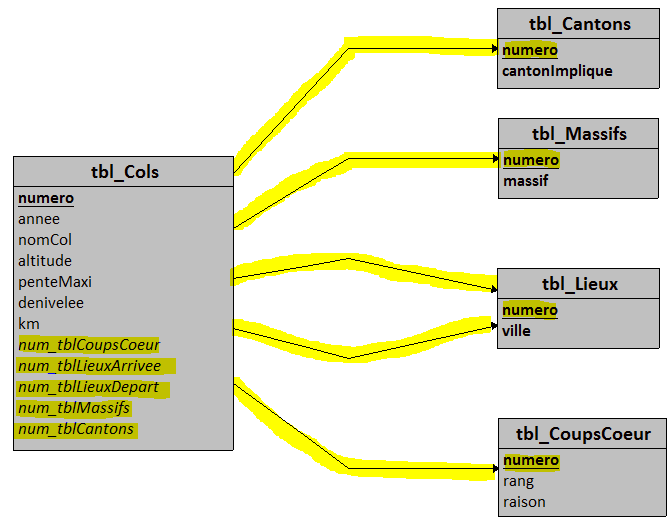 tbl_Cantons
numero
cantonImplique
tbl_Massifs
numero
massif
tbl_Cols
numero
annee
nomCol
altitude
penteMaxi
denivelee
km
num_tblCoupsCoeur
num_tblLieuxArrivee
num_tblLieuxDepart
num_tblMassifs
num_tblCantons
tbl_Lieux
numero
ville
tbl_CoupsCoeur
numero
rang
raison